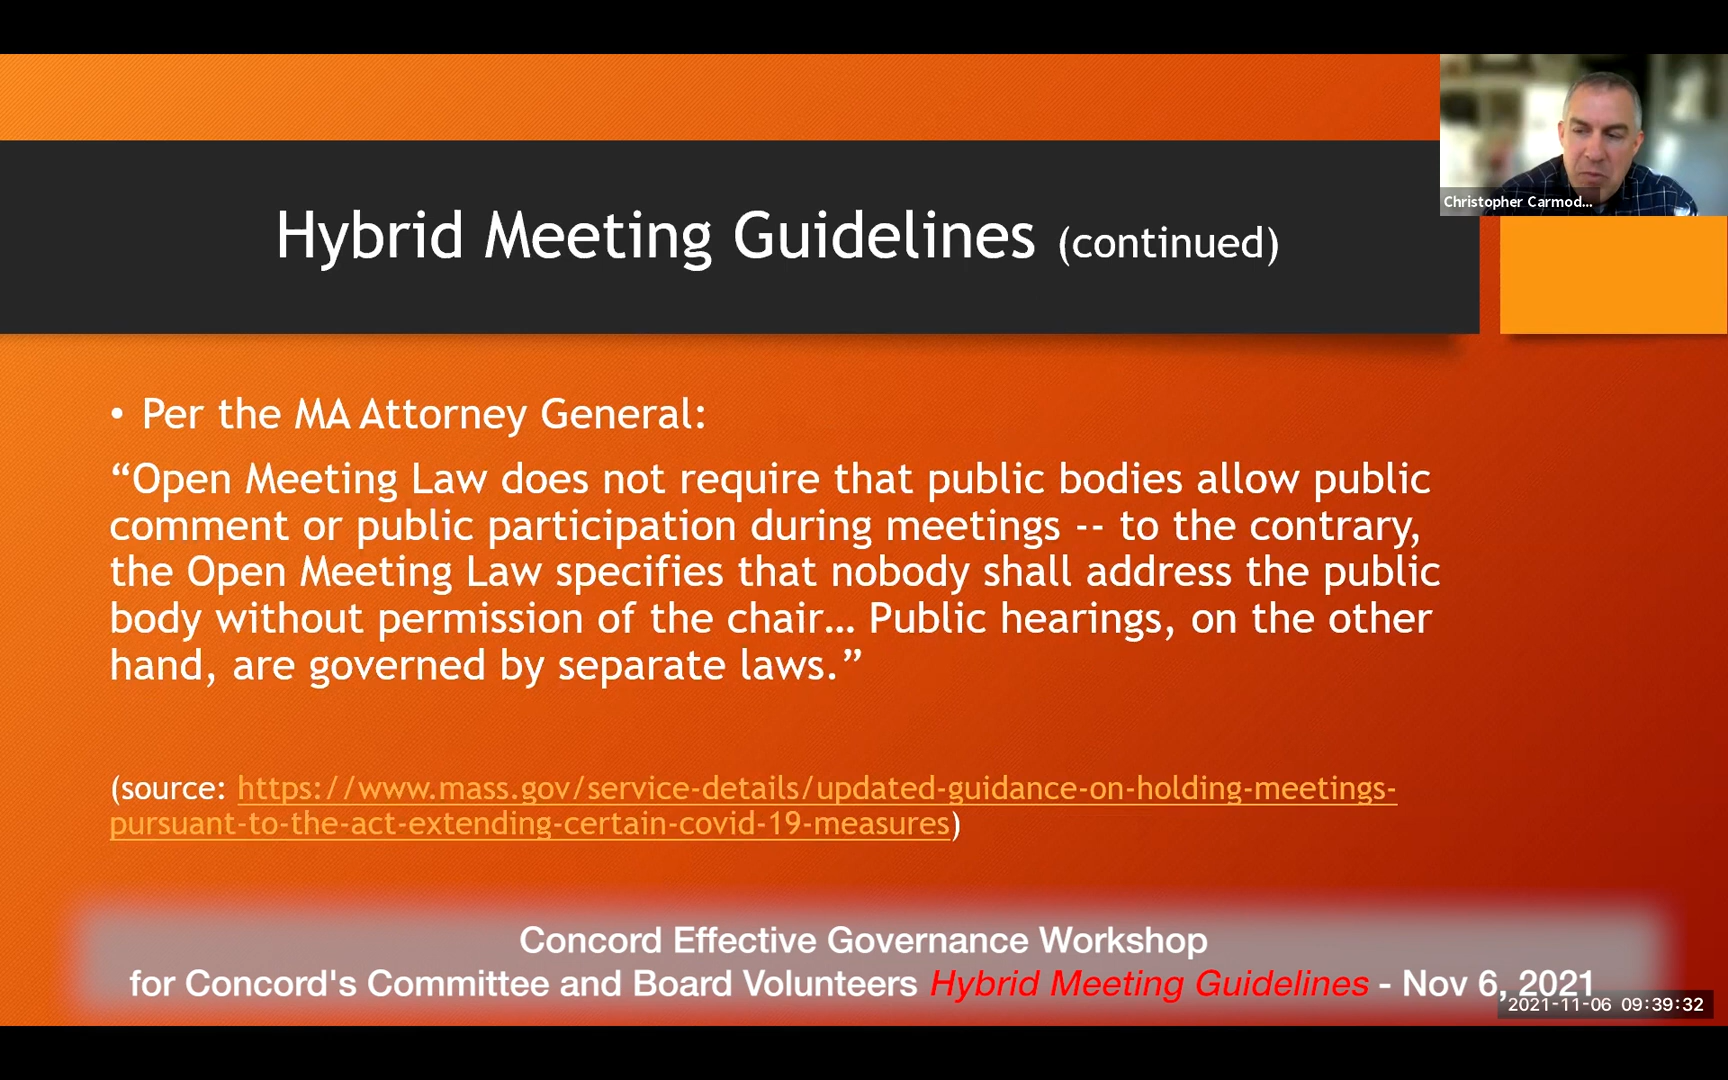 Christopher Carmod...
Hybrid Meeting Guidelines (continued)
• Per the MA Attorney General:
“Open Meeting Law does not require that public bodies allow public
comment or public participation during meetings -- to the contrary,
the Open Meeting Law specifies that nobody shall address the public
body without permission of the chair… Public hearings, on the other
hand, are governed by separate laws.”
(source: https://www.mass.gov/service-details/updated-guidance-on-holding-meetings-
pursuant-to-the-act-extending-certain-covid-19-measures)
Concord Effective Governance Workshop
for Concord's Committee and Board Volunteers Hybrid Meeting Guidelines - Nov 6, 2021
2021-11-06 09:39:32